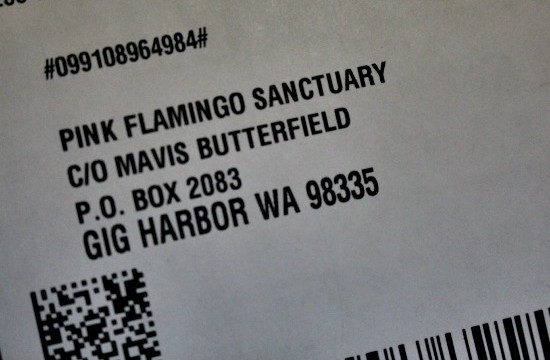 #099108964984#
PINK FLAMINGO SANCTUARY
C/O MAVIS BUTTERFIELD
P.O. BOX 2083
GIG HARBOR WA 98335